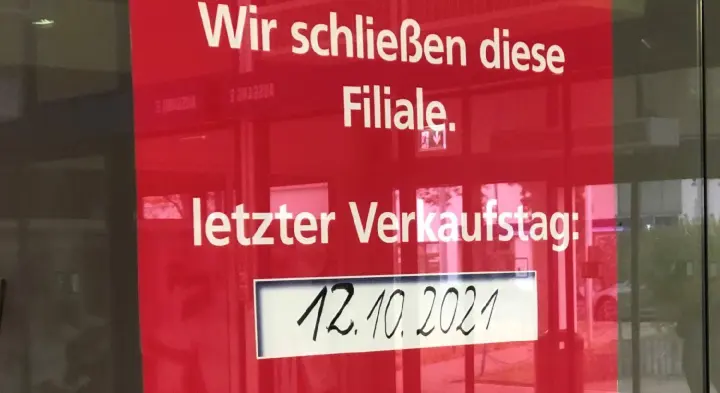 Wir schließen diese
Filiale.
letzter Verkaufstag:
12.10.2021